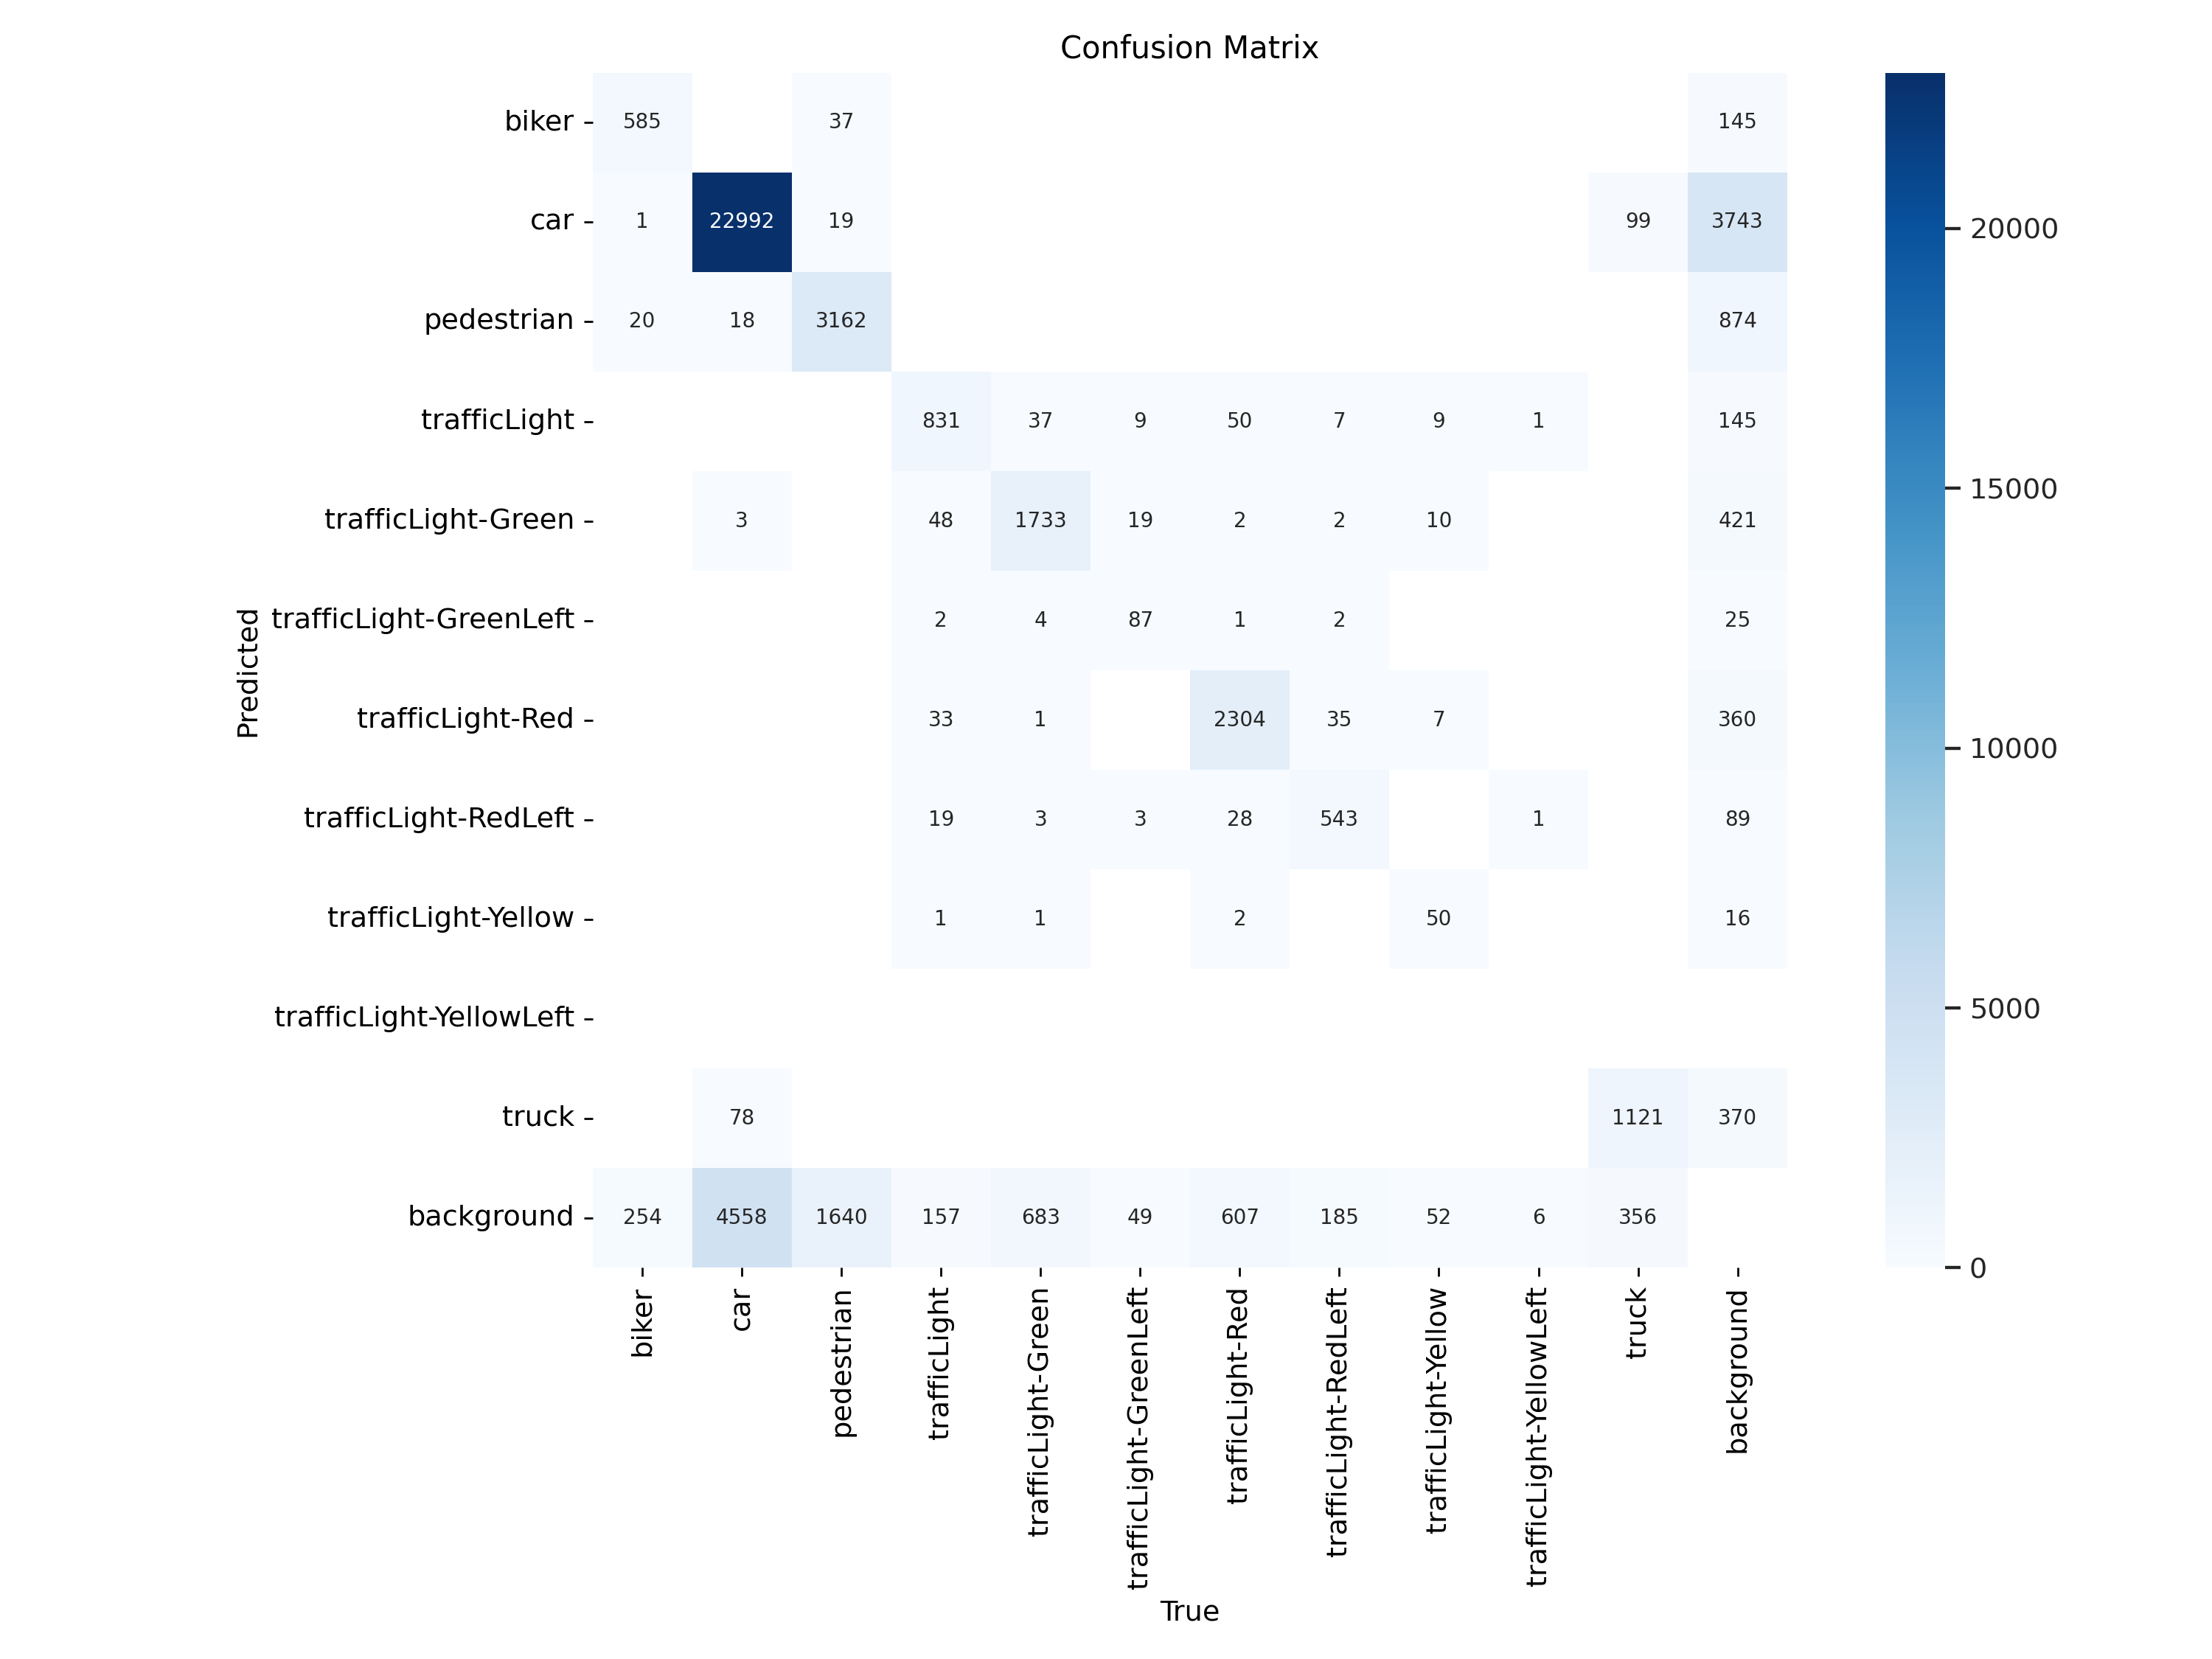 Confusion Matrix
biker 585 37 145
car 1 22992 19 99 3743 20000
pedestrian 20 18 3162 874
trafficLight 831 37 9 50 7 9 1 145
trafficLight-Green 3 48 1733 19 2 2 10 421 15000
trafficLight-GreenLeft 2 4 87 1 2 25
Predicted
trafficLight-Red 33 1 2304 35 7 360 10000
trafficLight-RedLeft 19 3 3 28 543 1 89
trafficLight-Yellow 1 1 2 50 16
trafficLight-YellowLeft 5000
truck 78 1121 370
background 254 4558 1640 157 683 49 607 185 52 6 356 0
biker car pedestrian trafficLight trafficLight-Green trafficLight-GreenLeft trafficLight-Red trafficLight-RedLeft trafficLight-Yellow trafficLight-YellowLeft truck background
True